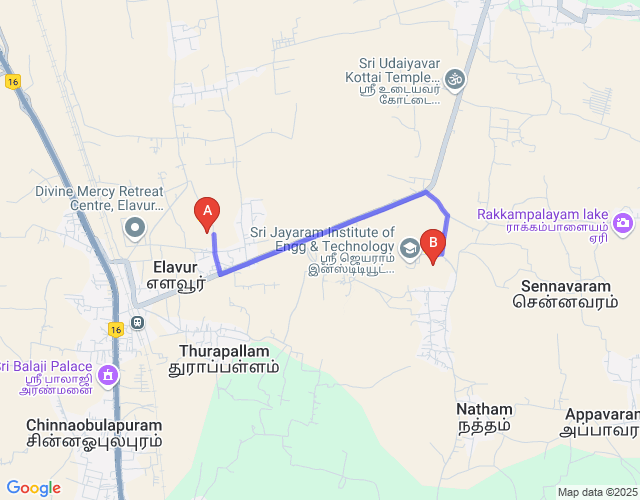 Sri Udaiyavar
Kottai Temple...
ஸ்ரீ உடையவர்
கோட்டை...
16
Divine Mercy Retreat
Centre, Elavur...
A
Rakkampalayam lake
ராக்கம்பாளையம்
ஏரி
Sri Jayaram Institute of
Engg & Technology
ஸ்ரீ ஜெயராம்
இன்ஸ்டிடியூட்...
B
Elavur
எளவூர்
Sennavaram
சென்னவரம்
16
Thurapallam
துராப்பள்ளம்
Sri Balaji Palace
ஸ்ரீ பாலாஜி
அரண்மனை
Chinnaobulapuram
சின்னஓபுலபுரம்
Natham
நத்தம்
Appavaram
அப்பாவர
Google
Map data ©2025